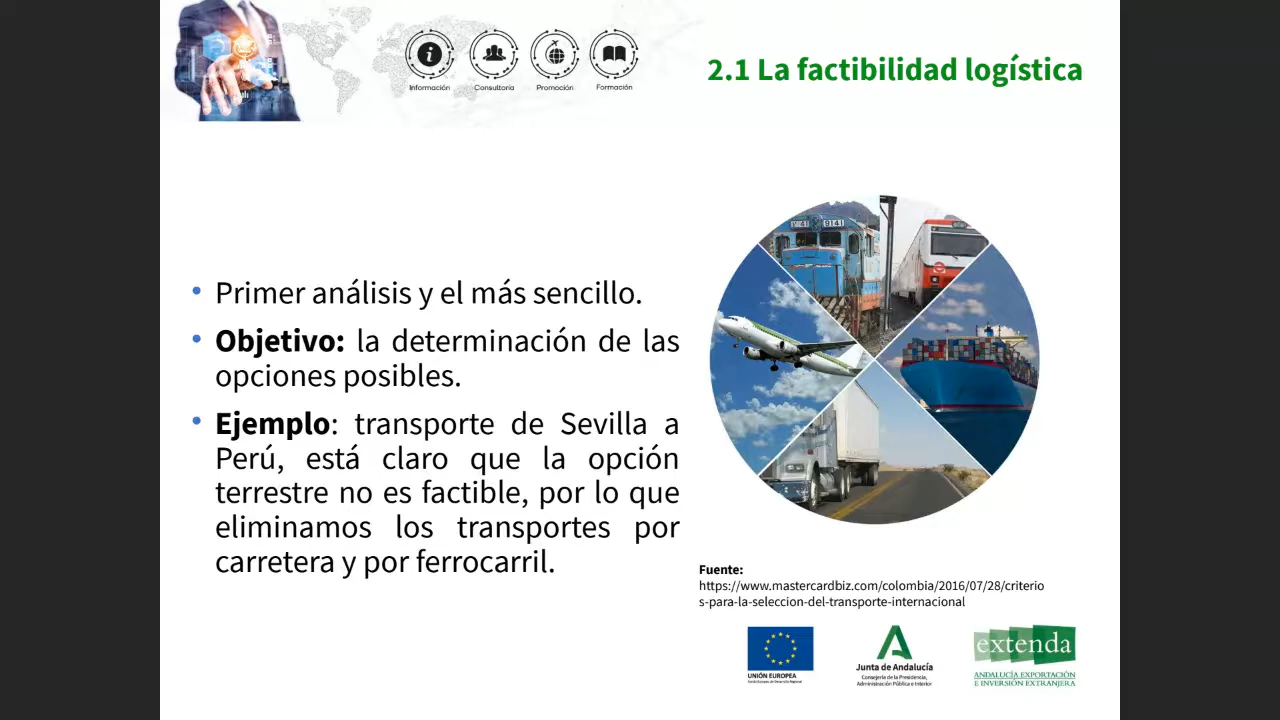 Información
Consultoría
Promoción
Formación
2.1 La factibilidad logística
• Primer análisis y el más sencillo.
• Objetivo: la determinación de las
opciones posibles.
• Ejemplo: transporte de Sevilla a
Perú, está claro que la opción
terrestre no es factible, por lo que
eliminamos los transportes por
carretera y por ferrocarril.
9141
9141
Fuente:
https://www.mastercardbiz.com/colombia/2016/07/28/criterio
s-para-la-seleccion-del-transporte-internacional
UNIÓN EUROPEA
Fondo Europeo de Desarrollo Regional
Junta de Andalucía
Consejería de la Presidencia,
Administración Pública e Interior
extenda
ANDALUCÍA EXPORTACIÓN
E INVERSIÓN EXTRANJERA